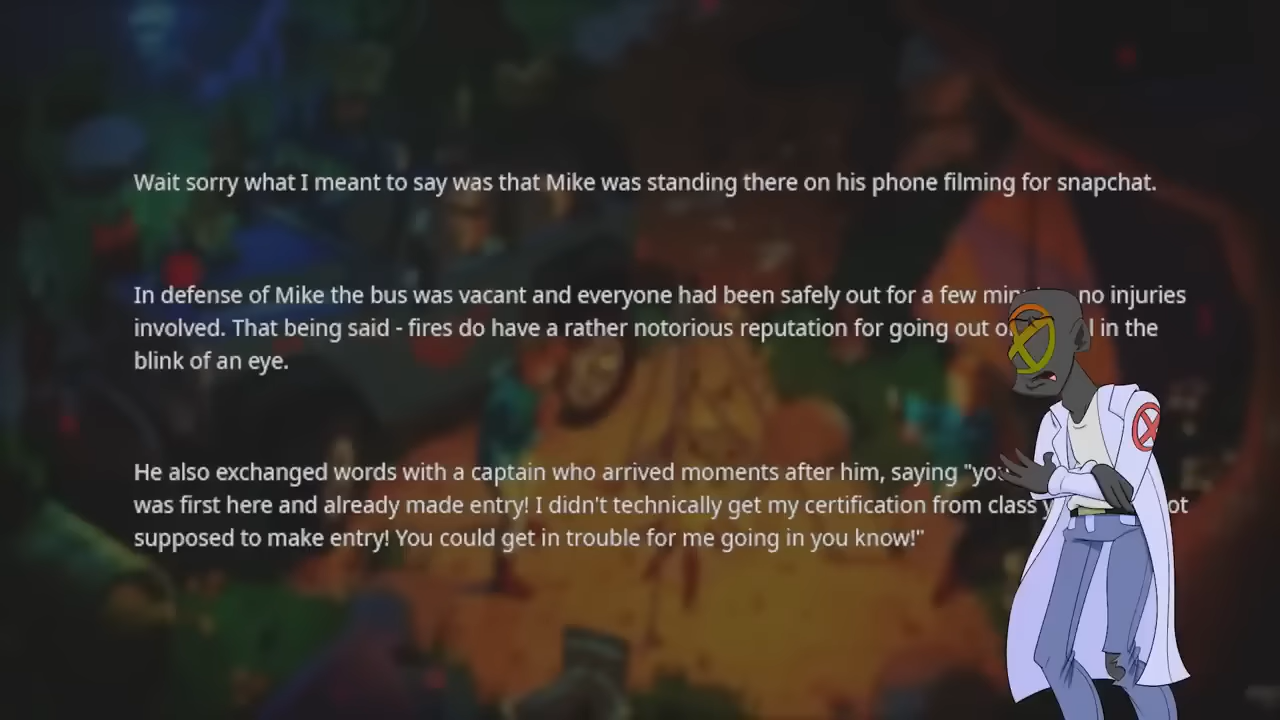 Wait sorry what I meant to say was that Mike was standing there on his phone filming for snapchat.
In defense of Mike the bus was vacant and everyone had been safely out for a few no injuries
involved. That being said - fires do have a rather notorious reputation for going out in the
blink of an eye.
He also exchanged words with a captain who arrived moments after him, saying
was first here and already made entry! I didn't technically get my certification from class
supposed to make entry! You could get in trouble for me going in you know!"